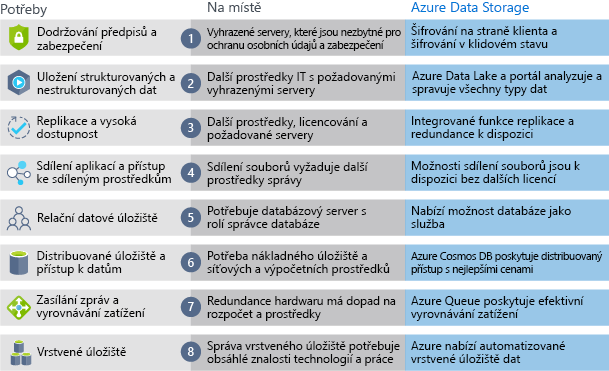 Potřeby
Na místě
Azure Data Storage
Dodržování předpisů a
zabezpečení
1
Vyhrazené servery, které jsou nezbytné pro
ochranu osobních údajů a zabezpečení
Šifrování na straně klienta a
šifrování v klidovém stavu
Uložení strukturovaných a
nestrukturovaných dat
2
Další prostředky IT s požadovanými
vyhrazenými servery
Azure Data Lake a portál analyzuje a
spravuje všechny typy dat
Replikace a vysoká
dostupnost
3
Další prostředky, licencování a
požadované servery
Integrované funkce replikace a
redundance k dispozici
Sdílení aplikací a přístup
ke sdíleným prostředkům
4
Sdílení souborů vyžaduje další
prostředky správy
Možnosti sdílení souborů jsou k
dispozici bez dalších licencí
Relační datové úložiště
5
Potřebuje databázový server s
rolí správce databáze
Nabízí možnost databáze jako
služba
Distribuované úložiště a
přístup k datům
6
Potřeba nákladného úložiště a
síťových a výpočetních prostředků
Azure Cosmos DB poskytuje distribuovaný
přístup s nejlepšími cenami
Zasílání zpráv a
vyrovnávání zatížení
7
Redundance hardwaru má dopad na
rozpočet a prostředky
Azure Queue poskytuje efektivní
vyrovnávání zatížení
Vrstvené úložiště
8
Správa vrstveného úložiště potřebuje
obsáhlé znalosti technologií a práce
Azure nabízí automatizované
vrstvené úložiště dat